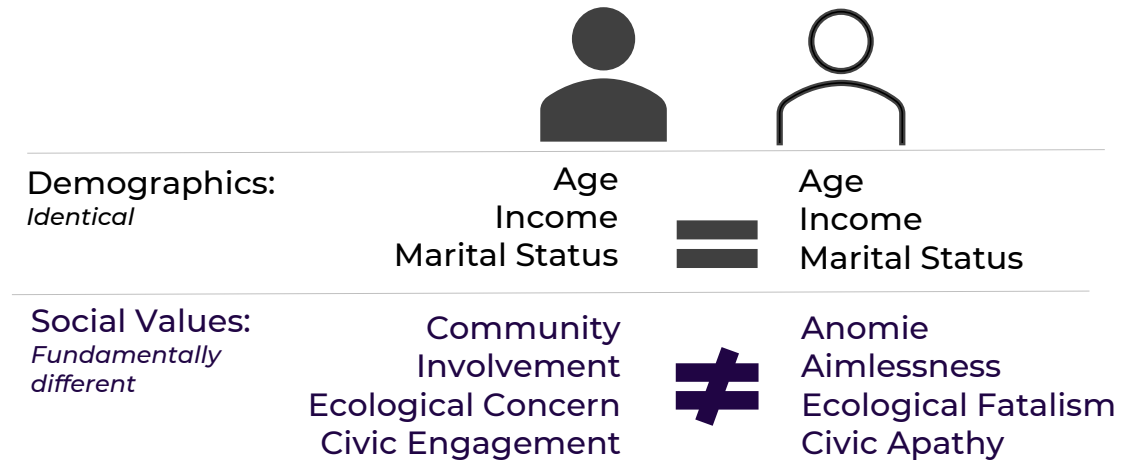 Demographics:
Identical
Age
Income
Marital Status
=
Age
Income
Marital Status
Social Values:
Fundamentally
different
Community
Involvement
Ecological Concern
Civic Engagement
≠
Anomie
Aimlessness
Ecological Fatalism
Civic Apathy